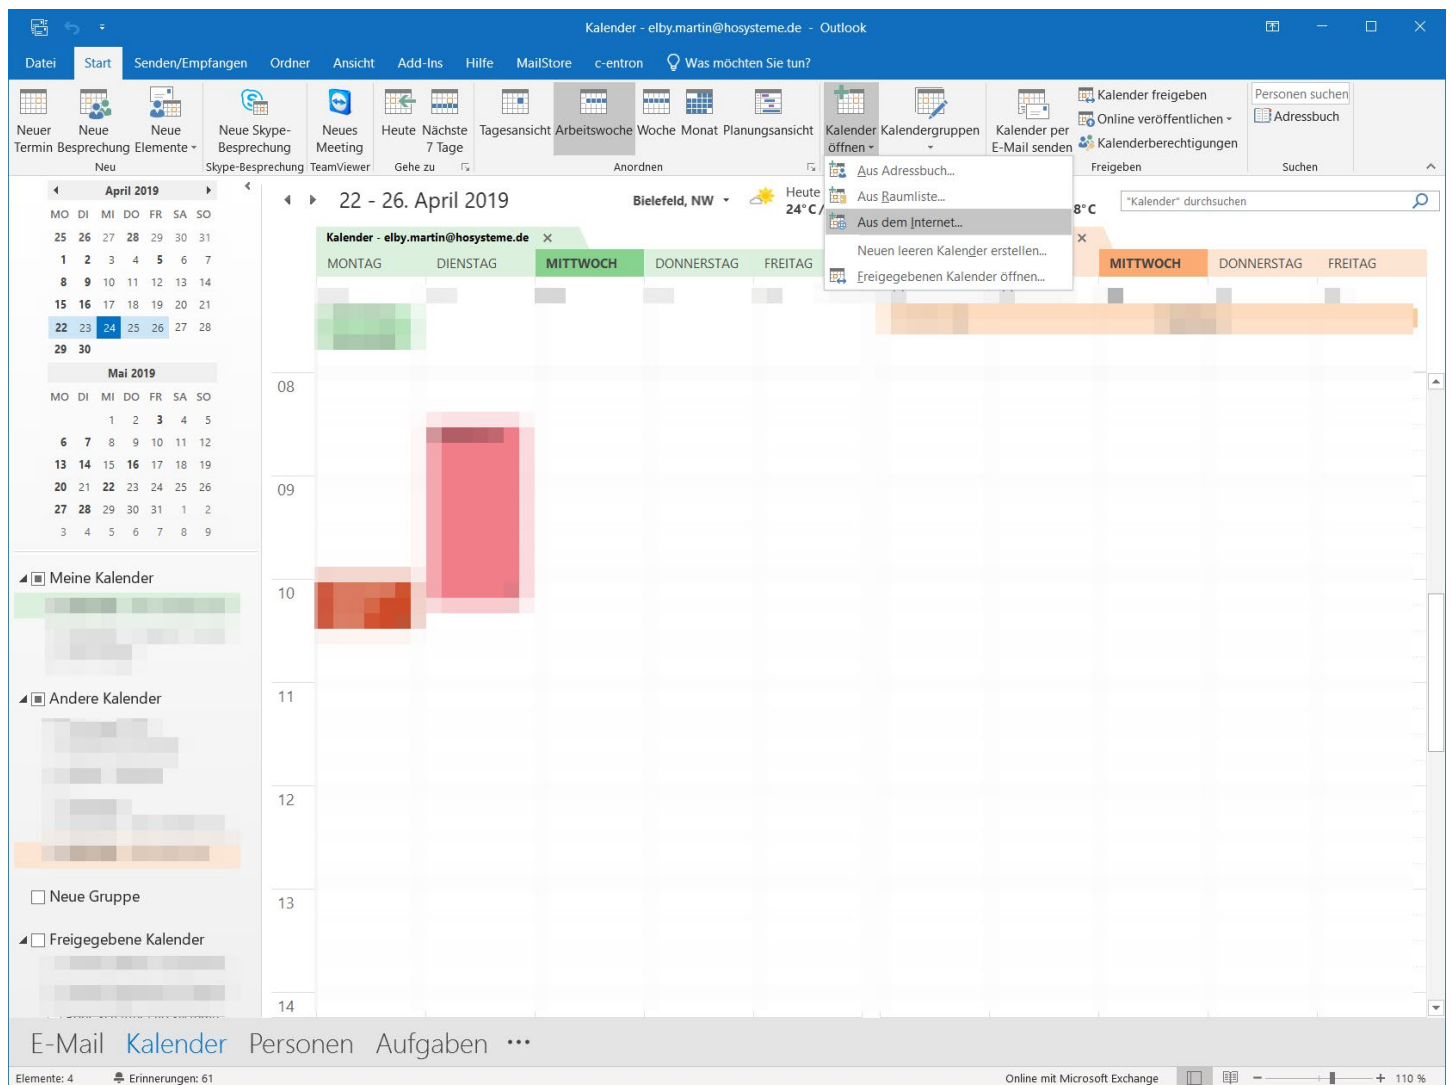 Kalender - elby.martin@hosysteme.de - Outlook
Datei Start Senden/Empfangen Ordner Ansicht Add-Ins Hilfe MailStore c-entron Was möchten Sie tun?
Neuer Termin
Neue Besprechung
Neue Elemente
Neue Skype-Besprechung
Neues Meeting
Heute
Nächste 7 Tage
Tagesansicht
Arbeitswoche
Woche
Monat
Planungsansicht
Kalender öffnen
Kalendergruppen
Kalender per E-Mail senden
Kalender freigeben
Online veröffentlichen
Kalenderberechtigungen
Personen suchen
Adressbuch
Neu Skype-Besprechung TeamViewer Gehe zu Anordnen Freigeben Suchen
Aus Adressbuch...
Aus Raumliste...
Aus dem Internet...
Neuen leeren Kalender erstellen...
Freigegebenen Kalender öffnen...
April 2019
MO DI MI DO FR SA SO
25 26 27 28 29 30 31
1 2 3 4 5 6 7
8 9 10 11 12 13 14
15 16 17 18 19 20 21
22 23 24 25 26 27 28
29 30
Mai 2019
MO DI MI DO FR SA SO
1 2 3 4 5
6 7 8 9 10 11 12
13 14 15 16 17 18 19
20 21 22 23 24 25 26
27 28 29 30 31 1 2
3 4 5 6 7 8 9
Meine Kalender
Andere Kalender
Neue Gruppe
Freigegebene Kalender
22 - 26. April 2019
Bielefeld, NW
Heute
24°C/
8°C
"Kalender" durchsuchen
Kalender - elby.martin@hosysteme.de
MONTAG DIENSTAG MITTWOCH DONNERSTAG FREITAG
MITTWOCH DONNERSTAG FREITAG
08
09
10
11
12
13
14
E-Mail Kalender Personen Aufgaben ...
Elemente: 4 Erinnerungen: 61
Online mit Microsoft Exchange
110 %